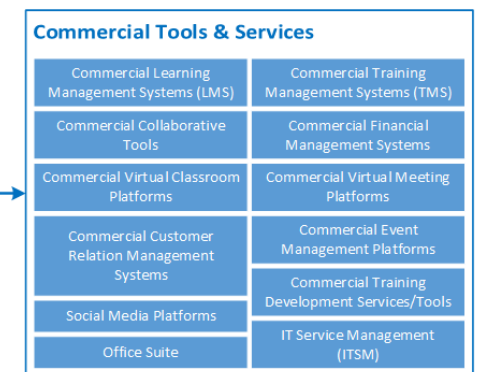 Commercial Tools & Services
Commercial Learning
Management Systems (LMS)
Commercial Training
Management Systems (TMS)
Commercial Collaborative
Tools
Commercial Financial
Management Systems
Commercial Virtual Classroom
Platforms
Commercial Virtual Meeting
Platforms
Commercial Customer
Relation Management
Systems
Commercial Event
Management Platforms
Commercial Training
Development Services/Tools
Social Media Platforms
Office Suite
IT Service Management
(ITSM)